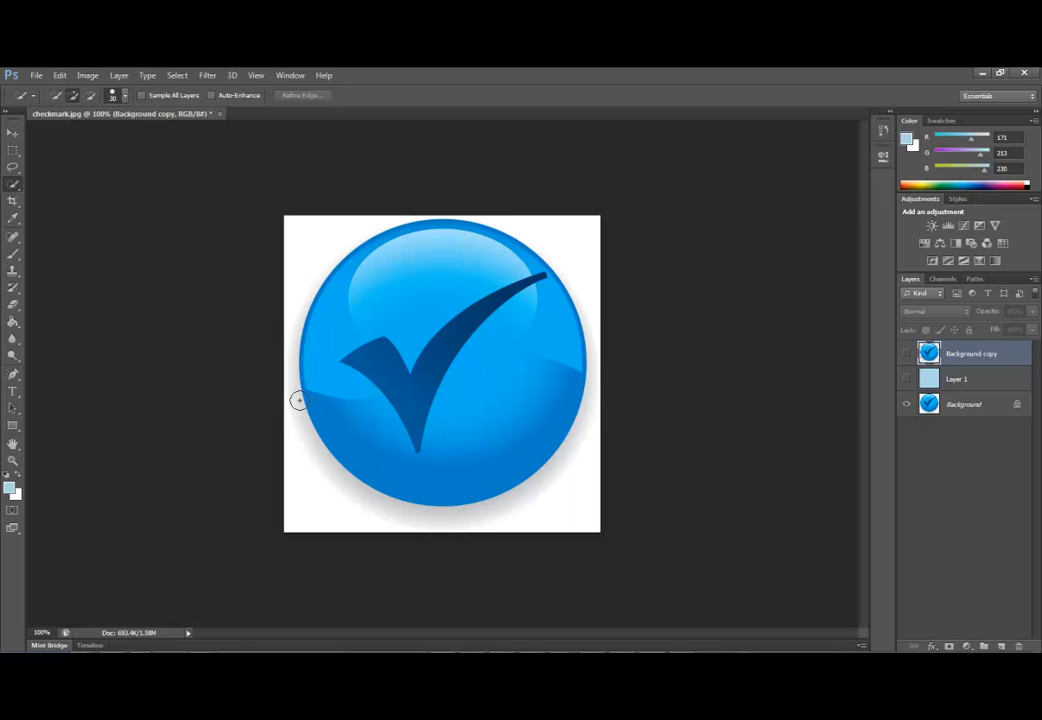 Ps File Edit Image Layer Type Select Filter 3D View Window Help
30 Sample All Layers Auto-Enhance Refine Edge... Essentials
checkmark.jpg @ 100% (Background copy, RGB/8#) * ×
Color Swatches
R 171
G 213
B 230
Adjustments Styles
Add an adjustment
Layers Channels Paths
Kind
Normal Opacity: 100%
Lock: Fill: 100%
Background copy
Layer 1
Background
100% Doc: 693.4K/1.58M
Mini Bridge Timeline